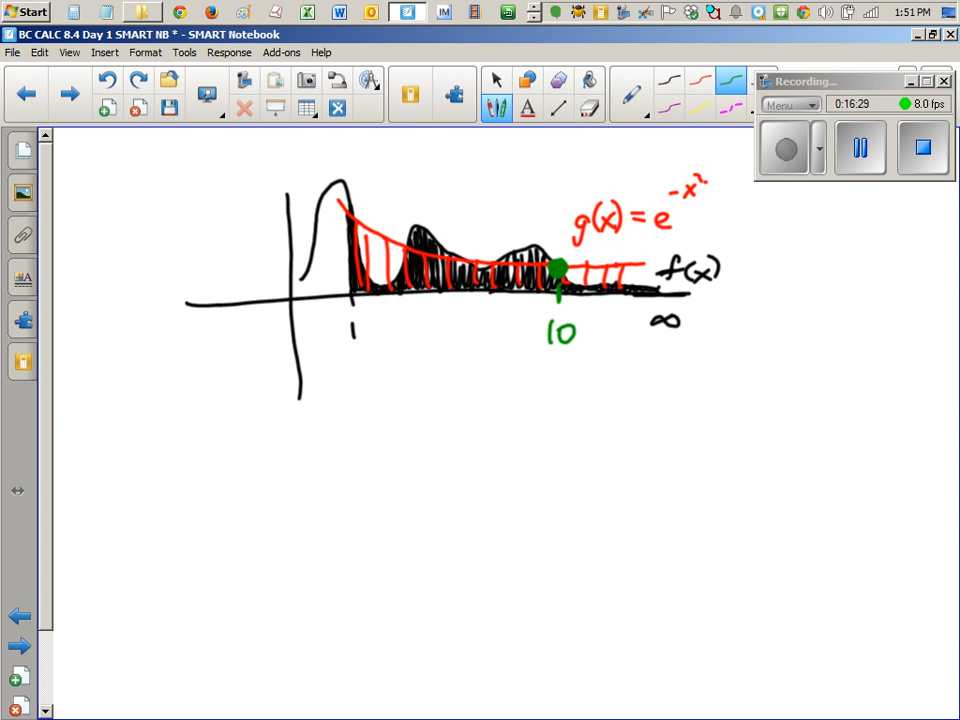 Start
1:51 PM
BC CALC 8.4 Day 1 SMART NB * - SMART Notebook
File Edit View Insert Format Tools Response Add-ons Help
Recording...
Menu
0:16:29
8.0 fps
g(x) = e^-x²
f(x)
1
10
∞